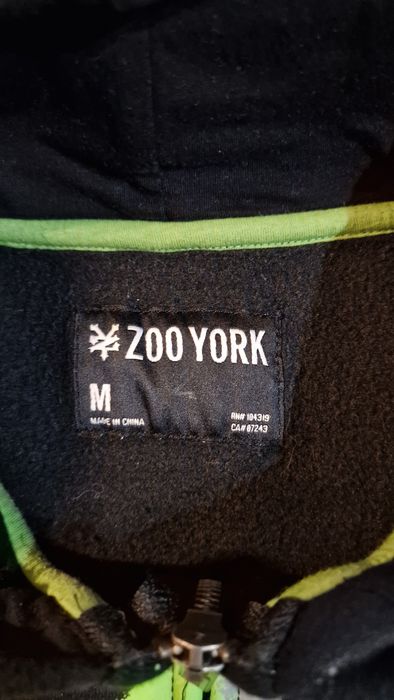 ZOO YORK
M
MADE IN CHINA
RN# 104319
CA# 07243